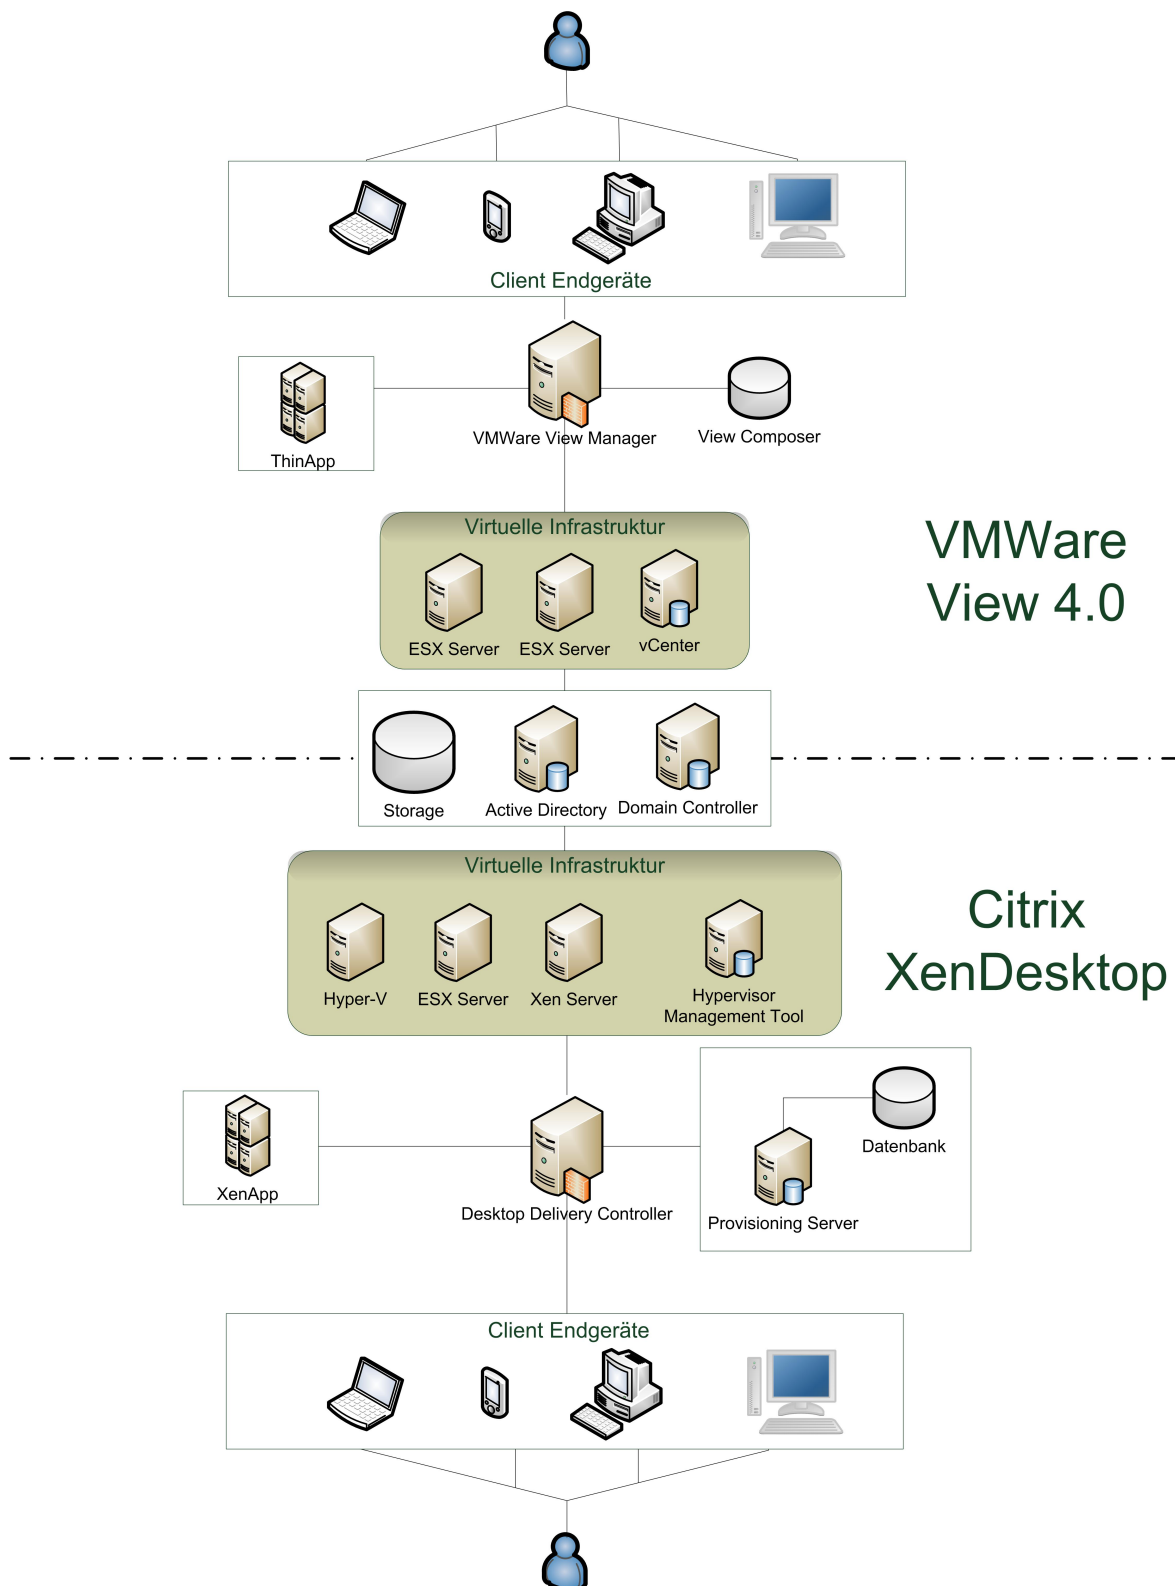 Client Endgeräte
VMWare View Manager
View Composer
ThinApp
Virtuelle Infrastruktur
ESX Server
ESX Server
vCenter
VMWare
View 4.0
Storage
Active Directory
Domain Controller
Virtuelle Infrastruktur
Hyper-V
ESX Server
Xen Server
Hypervisor
Management Tool
Citrix
XenDesktop
XenApp
Desktop Delivery Controller
Datenbank
Provisioning Server
Client Endgeräte